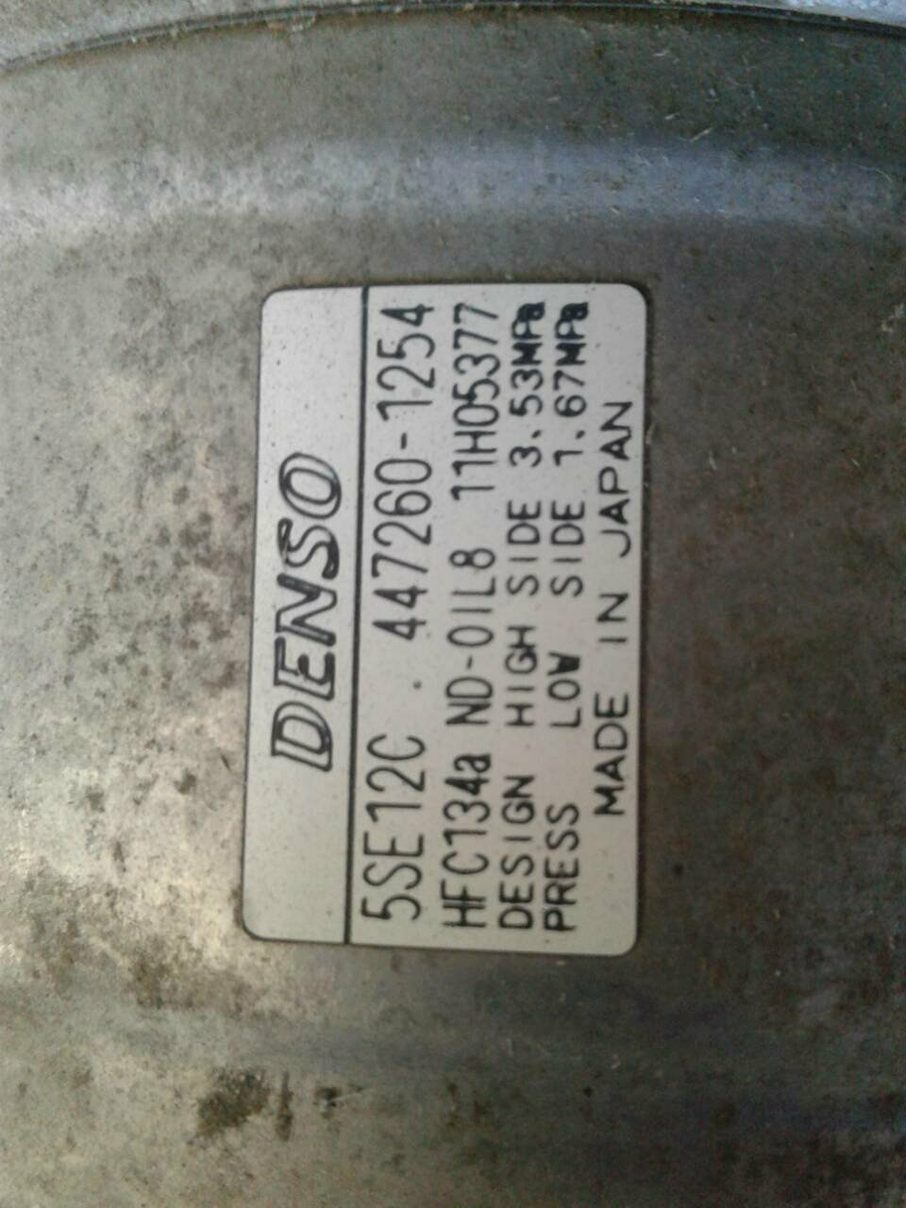 DENSO
5SE12C 447260-1254
HFC134a ND-OIL8 11H05377
DESIGN HIGH SIDE 3.53MPa
PRESS LOW SIDE 1.67MPa
MADE IN JAPAN